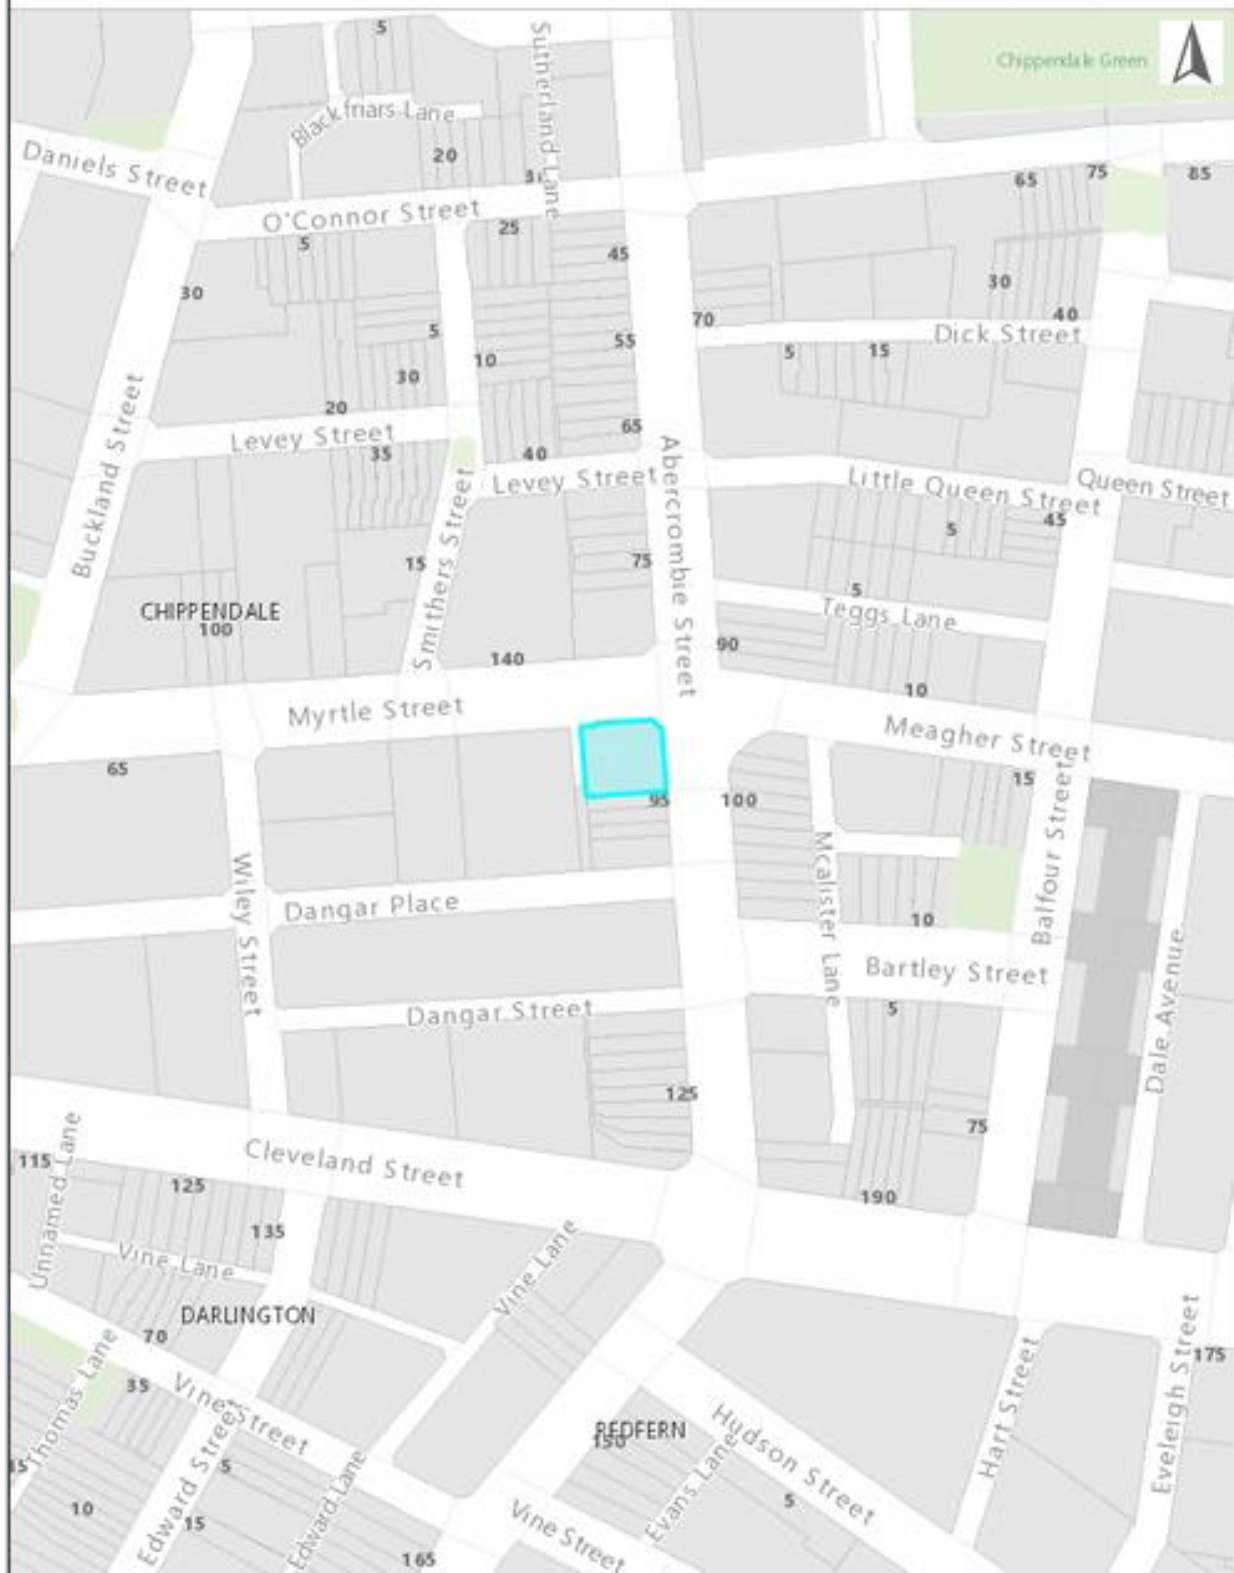 5
Sutherland Lane
Chippendale Green
Blackfriars Lane
Daniels Street
20
65
75
85
O'Connor Street
25
5
45
30
30
40
70
Dick Street
5
10
55
5
15
30
20
65
Levey Street
35
40
Levey Street
Abercrombie Street
Little Queen Street
Queen Street
45
5
Buckland Street
Smithers Street
15
75
5
Teggs Lane
CHIPPENDALE
100
140
90
10
Myrtle Street
Meagher Street
65
15
95
100
Balfour Street
Wiley Street
Mcalister Lane
Dangar Place
10
Bartley Street
Dangar Street
5
Dale Avenue
125
75
Cleveland Street
115
125
190
Unnamed Lane
135
Vine Lane
Vine Lane
DARLINGTON
70
175
Thomas Lane
35
Vine Street
Eveleigh Street
Hart Street
REDFERN
150
Hudson Street
Edward Street
5
Edward Lane
Evans Lane
5
10
15
Vine Street
165